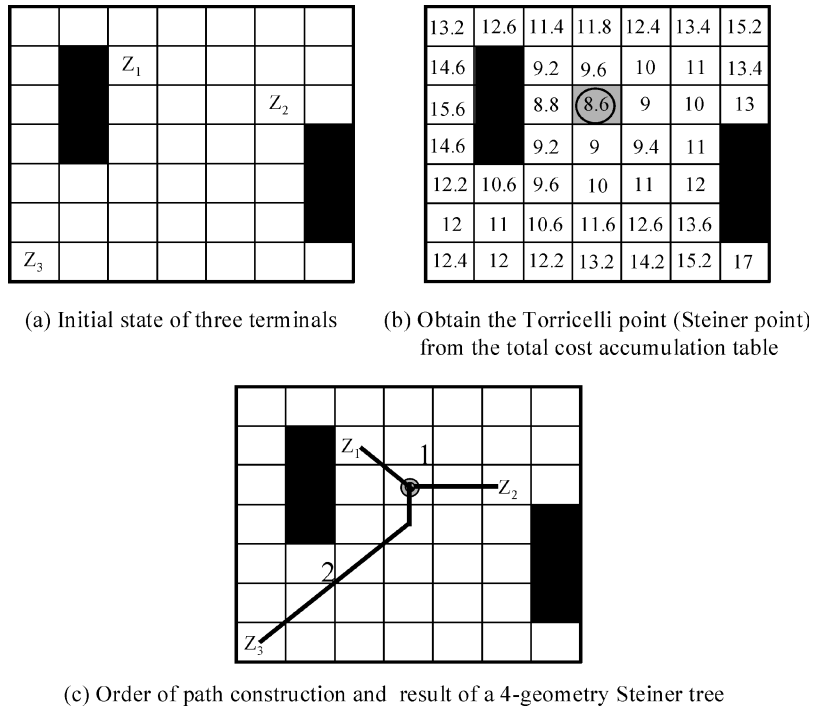 Z1
Z2
Z3
(a) Initial state of three terminals
13.2 12.6 11.4 11.8 12.4 13.4 15.2
14.6 9.2 9.6 10 11 13.4
15.6 8.8 8.6 9 10 13
14.6 9.2 9 9.4 11
12.2 10.6 9.6 10 11 12
12 11 10.6 11.6 12.6 13.6
12.4 12 12.2 13.2 14.2 15.2 17
(b) Obtain the Torricelli point (Steiner point)
from the total cost accumulation table
Z1 1
Z2
2
Z3
(c) Order of path construction and result of a 4-geometry Steiner tree